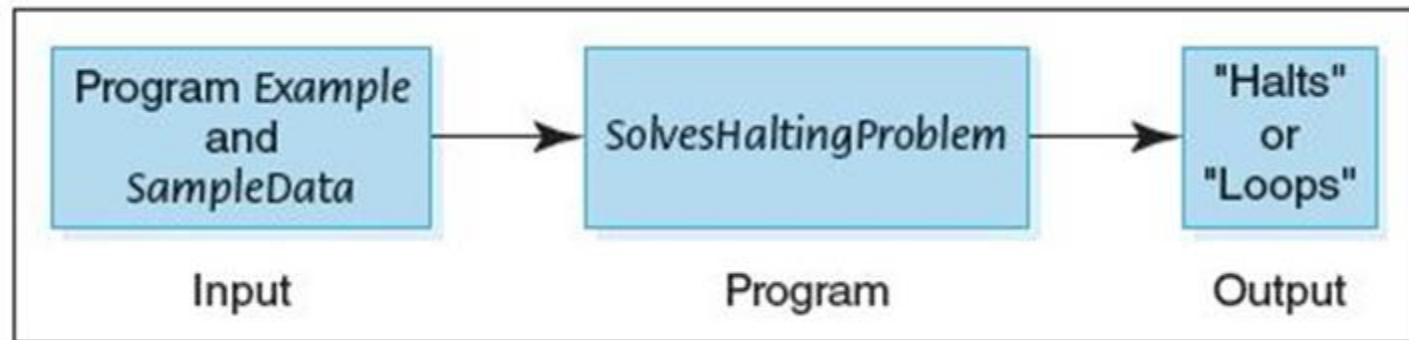 Program Example
and
SampleData
SolvesHaltingProblem
"Halts"
or
"Loops"
Input
Program
Output